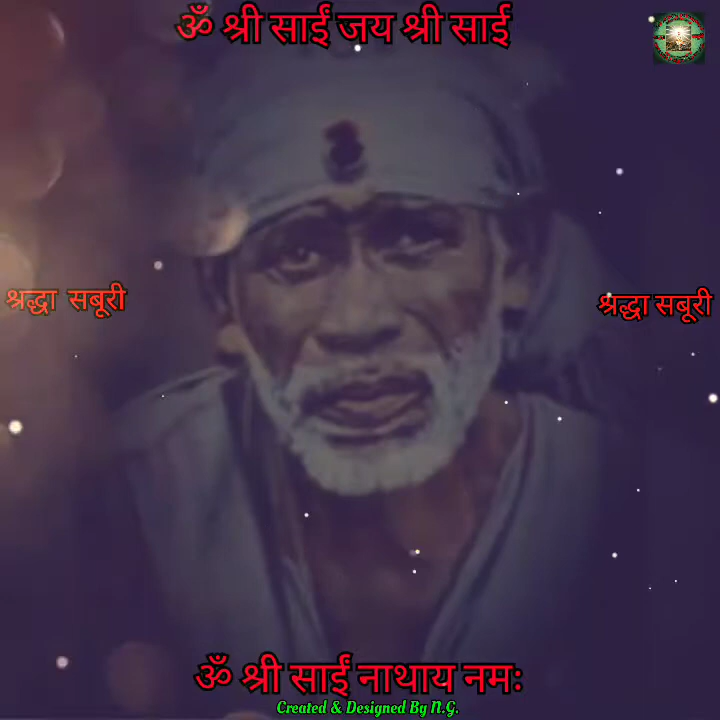 ॐ श्री साईं जय श्री साई
श्रद्धा सबूरी
श्रद्धा सबूरी
ॐ श्री साईं नाथाय नमः
Created & Designed By N.G.